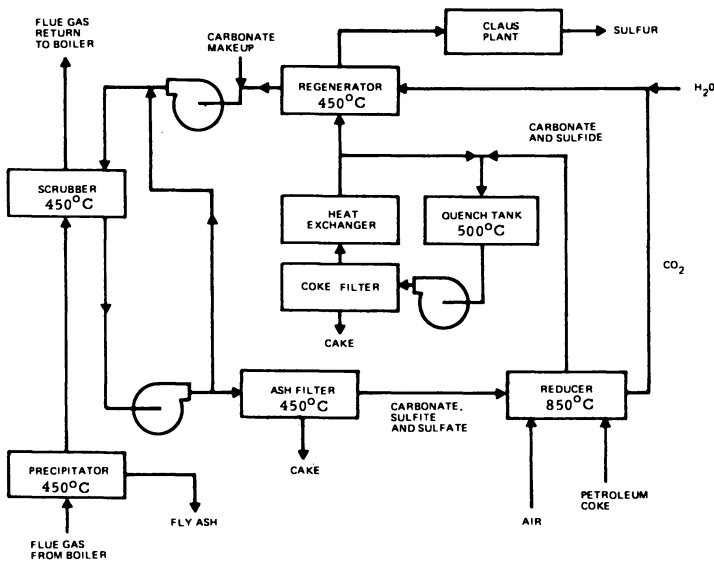 FLUE GAS
RETURN
TO BOILER
CARBONATE
MAKEUP
CLAUS
PLANT
SULFUR
REGENERATOR
450°C
H2O
CARBONATE
AND SULFIDE
SCRUBBER
450°C
HEAT
EXCHANGER
QUENCH TANK
500°C
CO2
COKE FILTER
CAKE
ASH FILTER
450°C
CARBONATE,
SULFITE
AND SULFATE
REDUCER
850°C
CAKE
PRECIPITATOR
450°C
FLY ASH
AIR
PETROLEUM
COKE
FLUE GAS
FROM BOILER